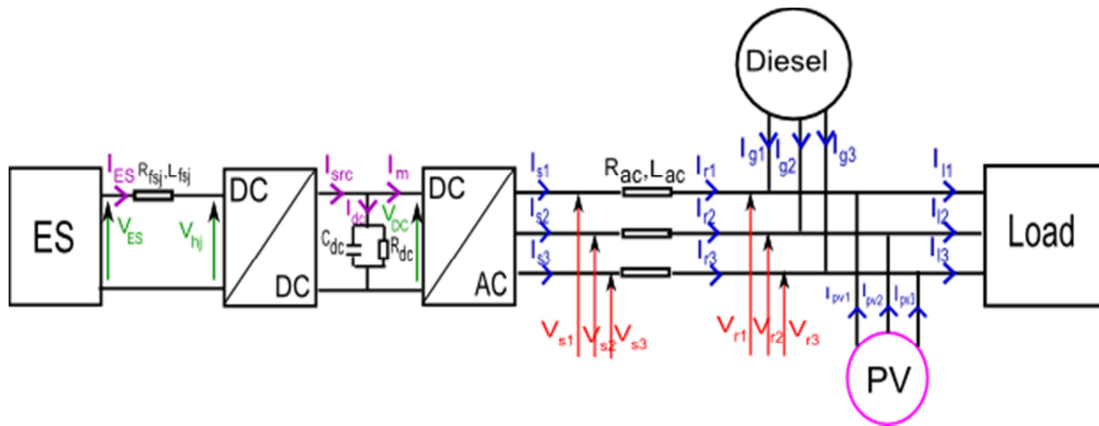 Diesel
I_g1 I_g2 I_g3
I_ES R_fsj,L_fsj
DC
I_src I_m
DC
I_s1
R_ac,L_ac
I_r1
I_l1
ES
V_ES
V_hj
I_dc
V_DC
C_dc
R_dc
I_s2
I_r2
I_l2
Load
DC
AC
I_s3
I_r3
I_l3
V_s1 V_s2 V_s3
V_r1 V_r2 V_r3
I_pv1 I_pv2 I_pv3
PV